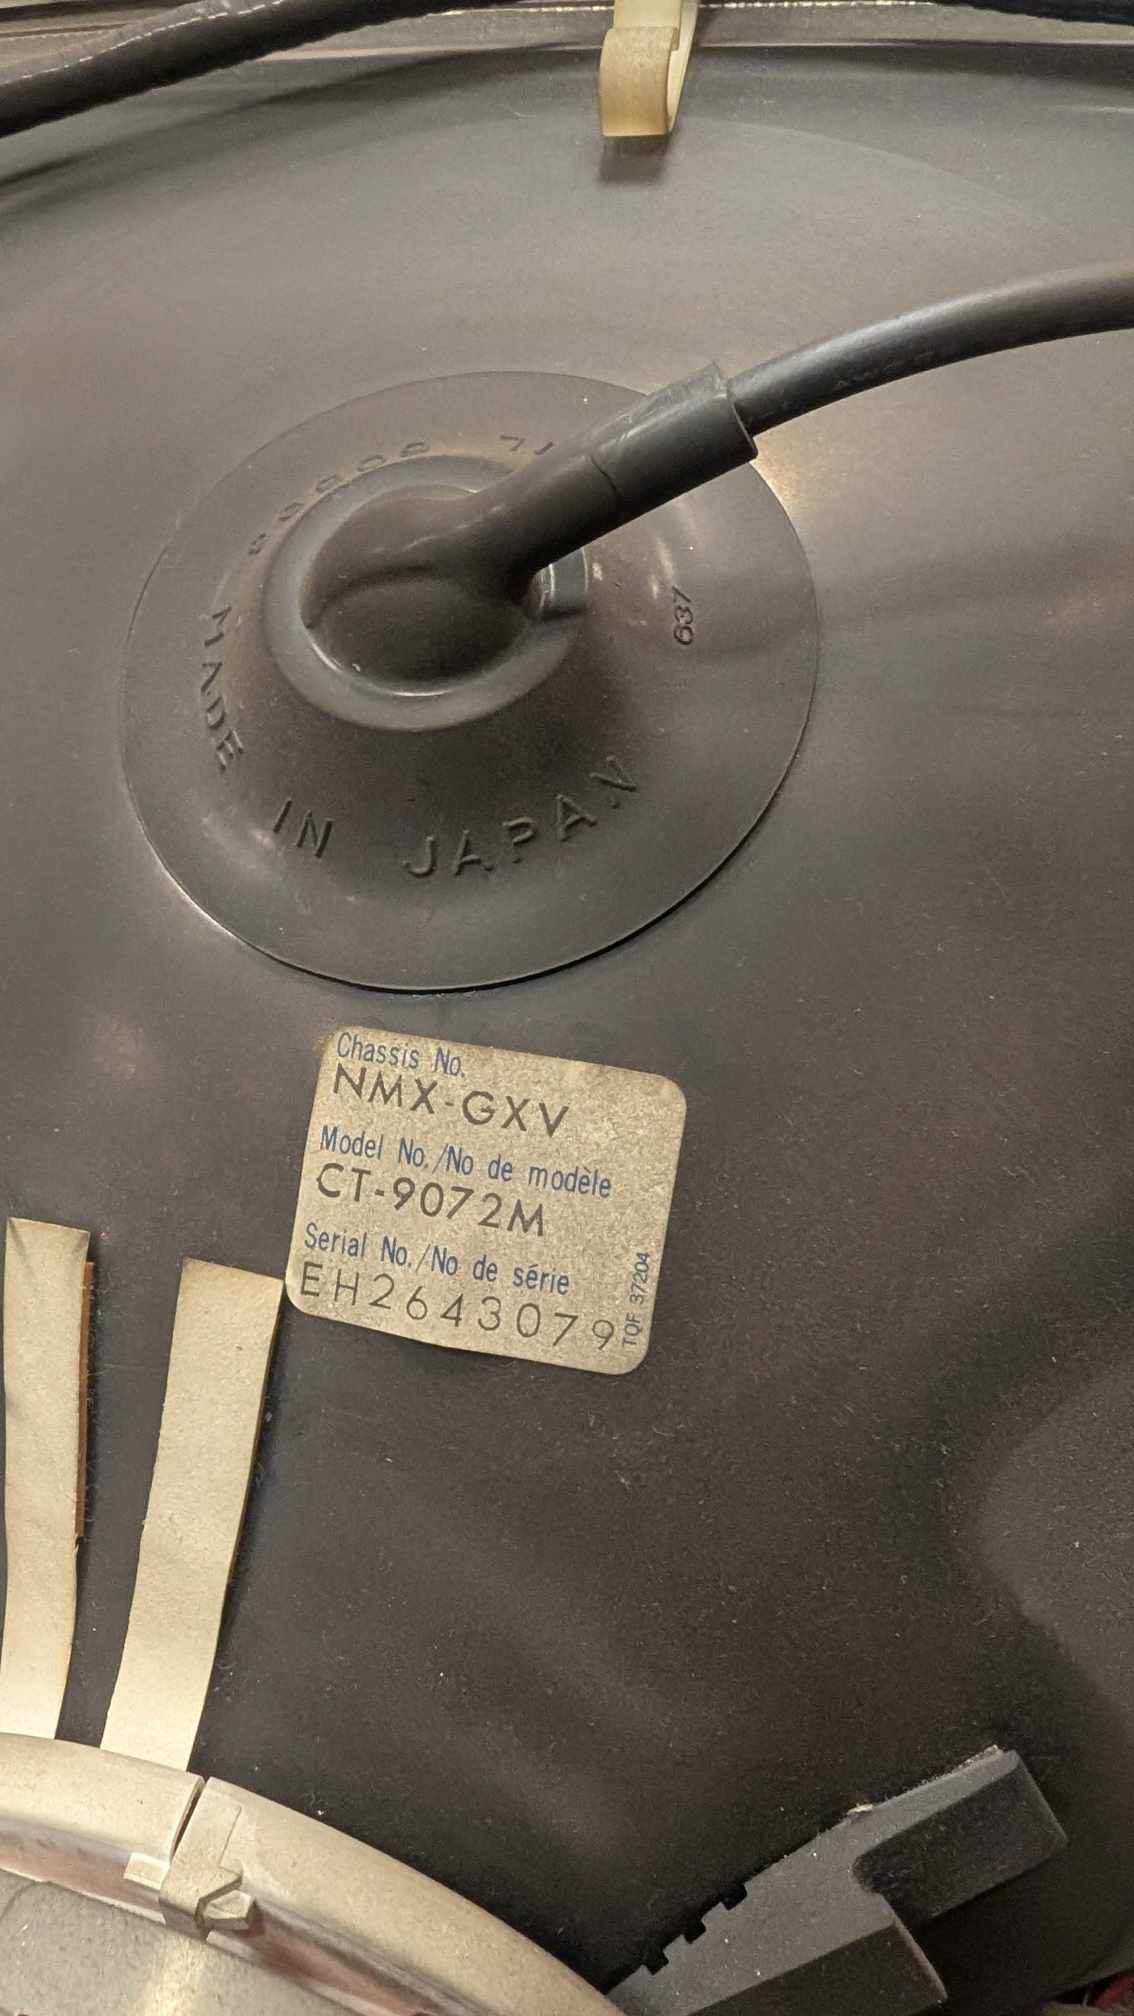 637
MADE IN JAPAN
Chassis No.
NMX-GXV
Model No./No de modèle
CT-9072M
Serial No./No de série
EH2643079
TQF 37204